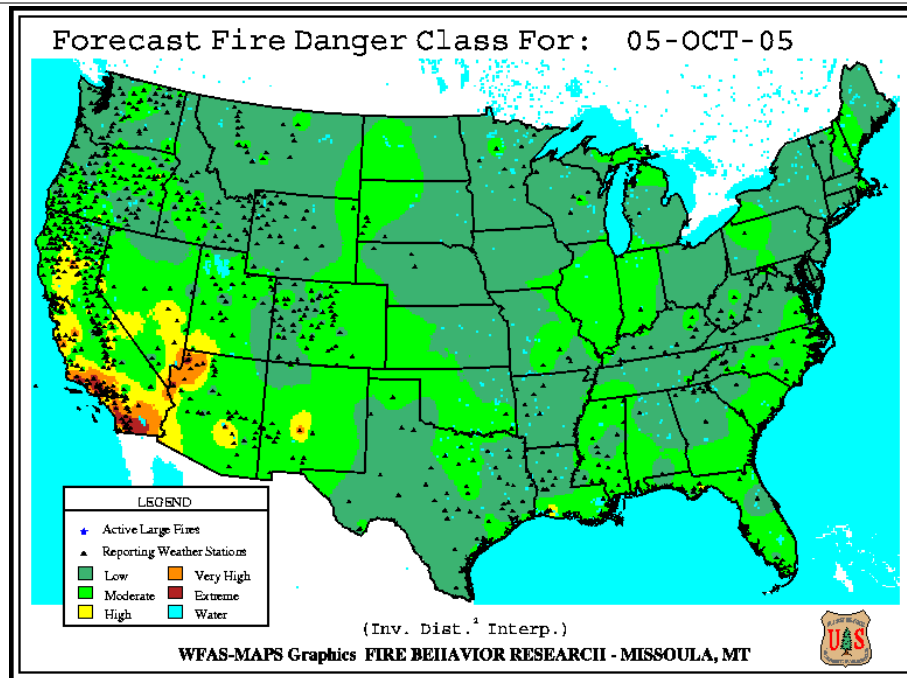 Forecast Fire Danger Class For: 05-OCT-05
LEGEND
Active Large Fires
Reporting Weather Stations
Low
Very High
Moderate
Extreme
High
Water
(Inv. Dist.² Interp.)
WFAS-MAPS Graphics FIRE BEHAVIOR RESEARCH - MISSOULA, MT
U S